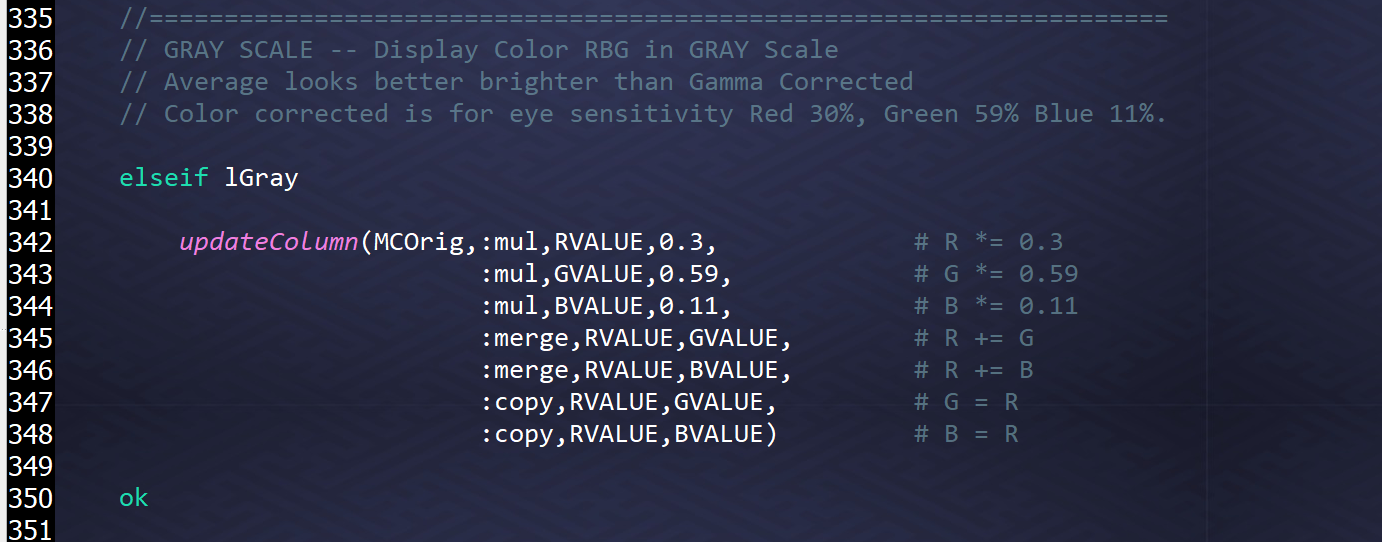 335 //====================================================================
336 // GRAY SCALE -- Display Color RBG in GRAY Scale
337 // Average looks better brighter than Gamma Corrected
338 // Color corrected is for eye sensitivity Red 30%, Green 59% Blue 11%.
339
340 elseif lGray
341
342 updateColumn(MCOrig,:mul,RVALUE,0.3, # R *= 0.3
343 :mul,GVALUE,0.59, # G *= 0.59
344 :mul,BVALUE,0.11, # B *= 0.11
345 :merge,RVALUE,GVALUE, # R += G
346 :merge,RVALUE,BVALUE, # R += B
347 :copy,RVALUE,GVALUE, # G = R
348 :copy,RVALUE,BVALUE) # B = R
349
350 ok
351